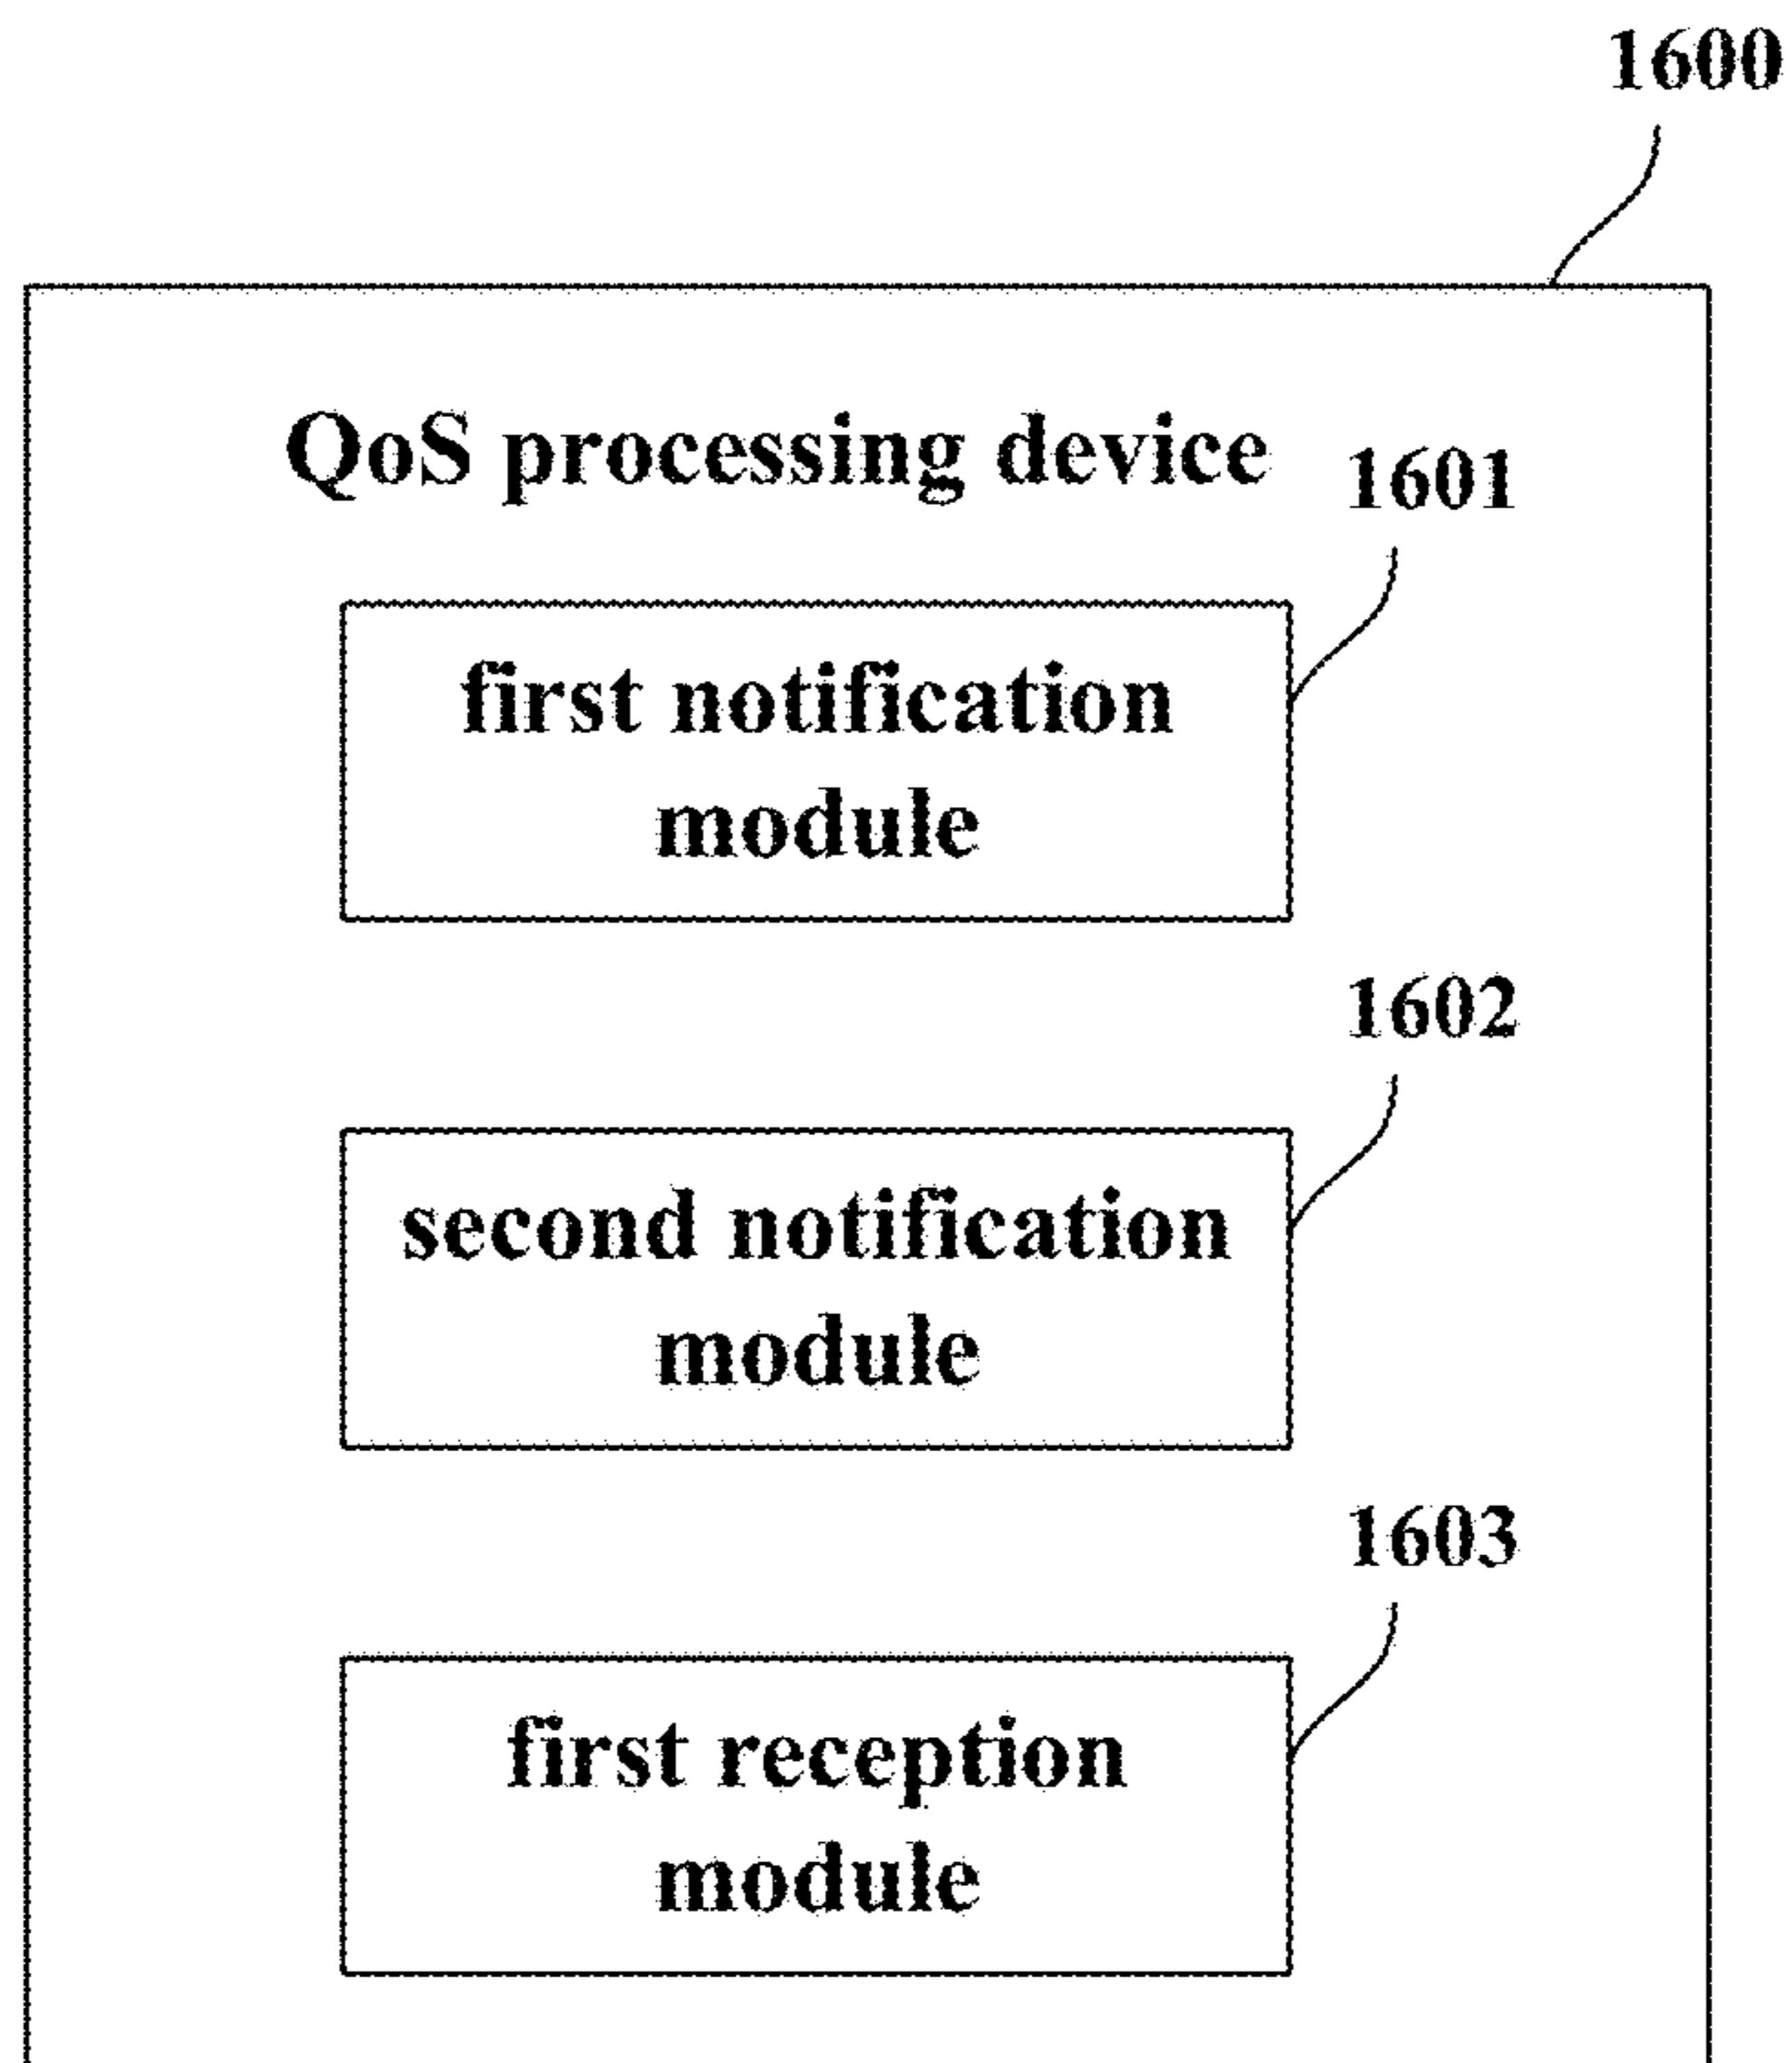 1600
QoS processing device
1601
first notification
module
1602
second notification
module
1603
first reception
module